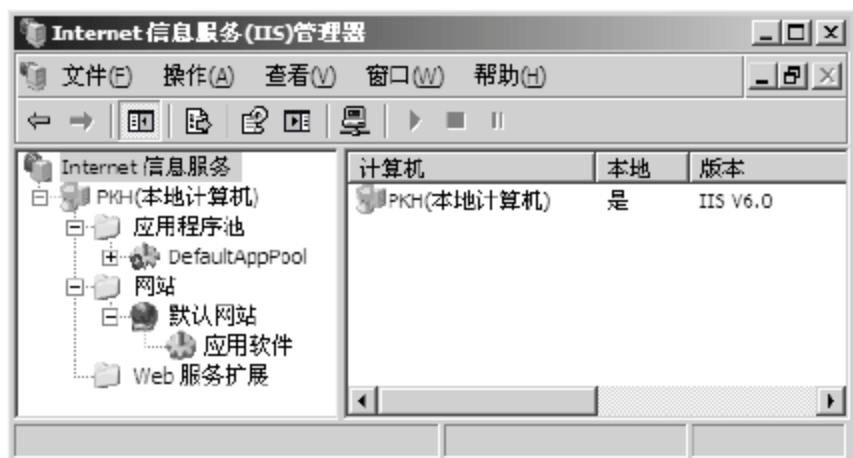 Internet 信息服务(IIS)管理器
文件(F) 操作(A) 查看(V) 窗口(W) 帮助(H)
Internet 信息服务
PKH(本地计算机)
应用程序池
DefaultAppPool
网站
默认网站
应用软件
Web 服务扩展
计算机 本地 版本
PKH(本地计算机) 是 IIS V6.0